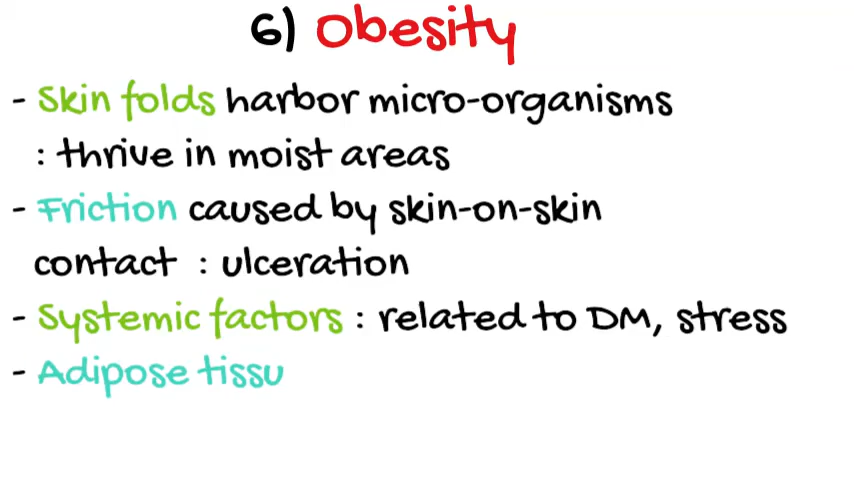 6) Obesity
- Skin folds harbor micro-organisms
: thrive in moist areas
- Friction caused by skin-on-skin
contact : ulceration
- Systemic factors : related to DM, stress
- Adipose tissu